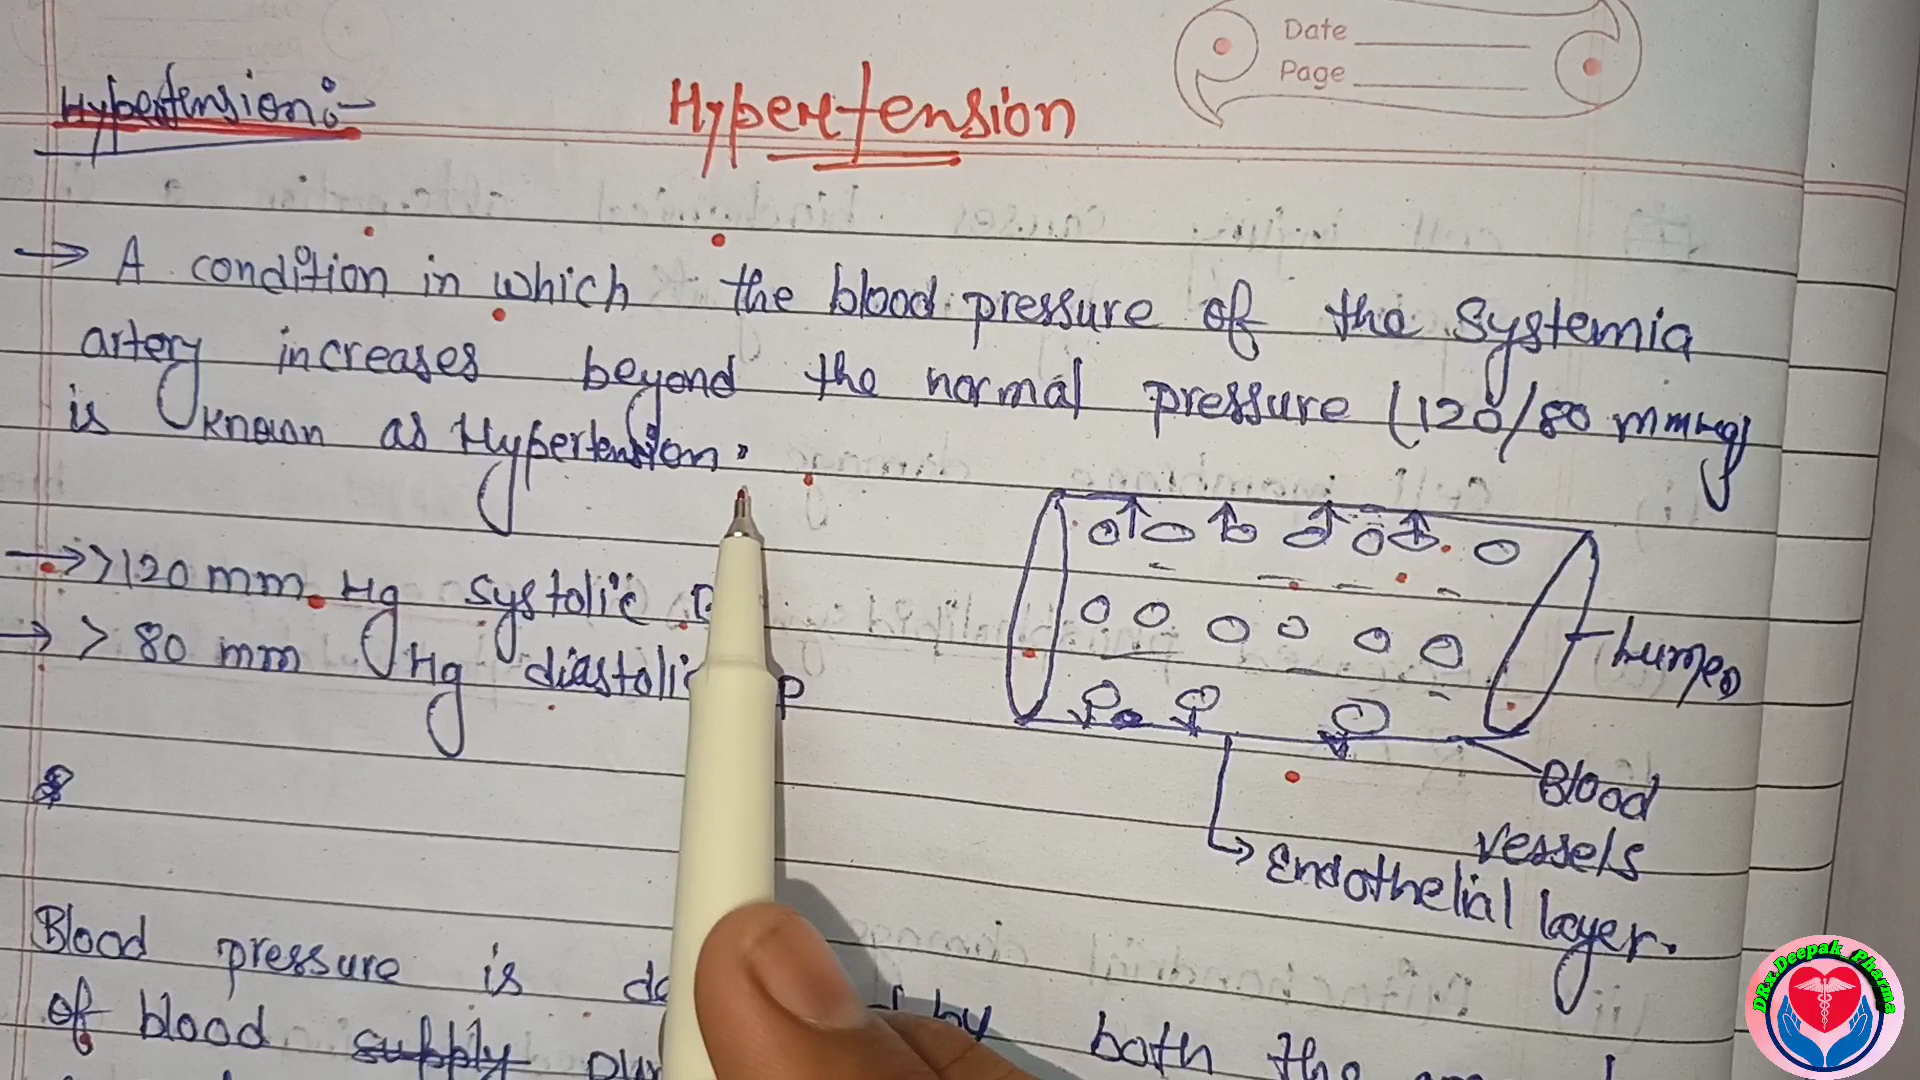 Date
Page
Hypertension:-
Hypertension
→ A condition in which the blood pressure of the Systemic
artery increases beyond the normal pressure (120/80 mmHg)
is known as Hypertension.
→ >120 mm Hg systolic
→ > 80 mm Hg diastolic
Lumen
Blood
vessels
Endothelial layer.
Blood pressure is
of blood by both the
DRx.Deepak Pharma